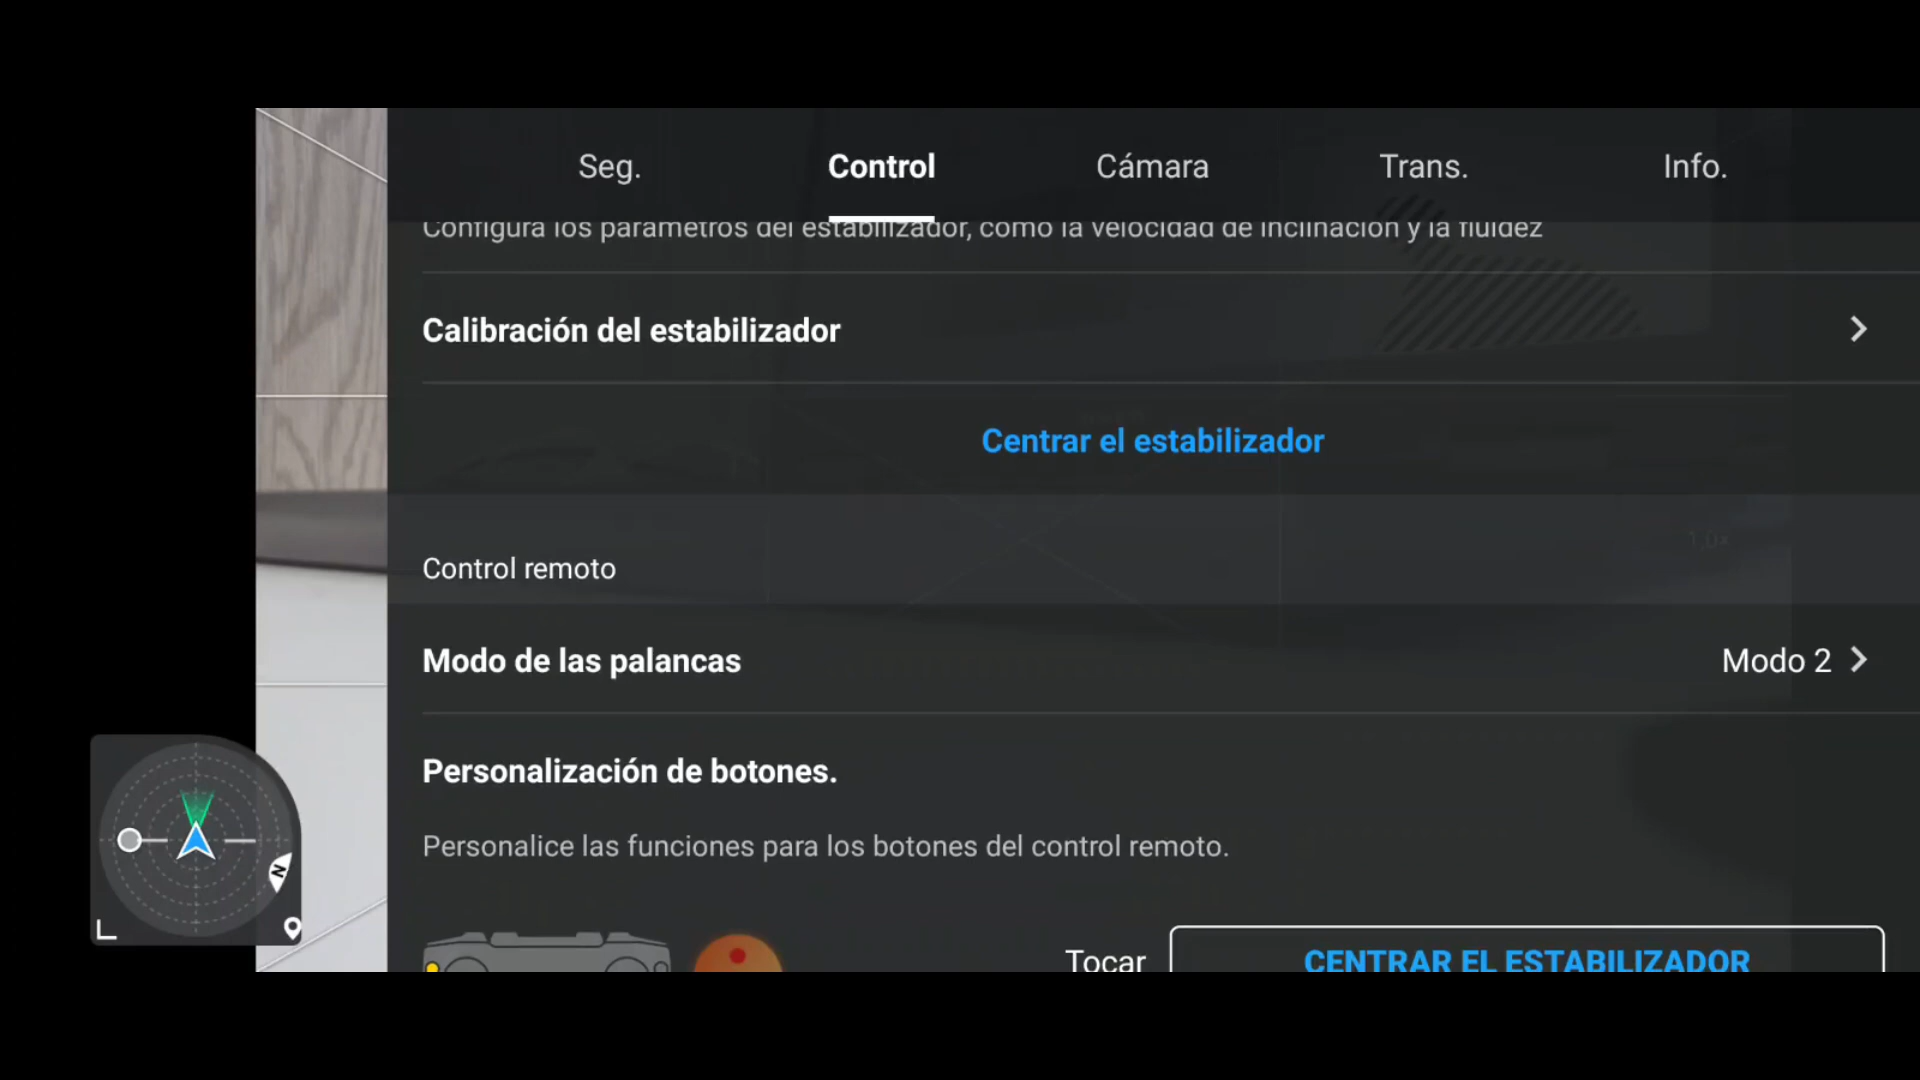 Seg.
Control
Cámara
Trans.
Info.
Configura los parámetros del estabilizador, como la velocidad de inclinación y la fluidez
Calibración del estabilizador
Centrar el estabilizador
1,0×
Control remoto
Modo de las palancas
Modo 2
Personalización de botones.
Personalice las funciones para los botones del control remoto.
N
Tocar
CENTRAR EL ESTABILIZADOR